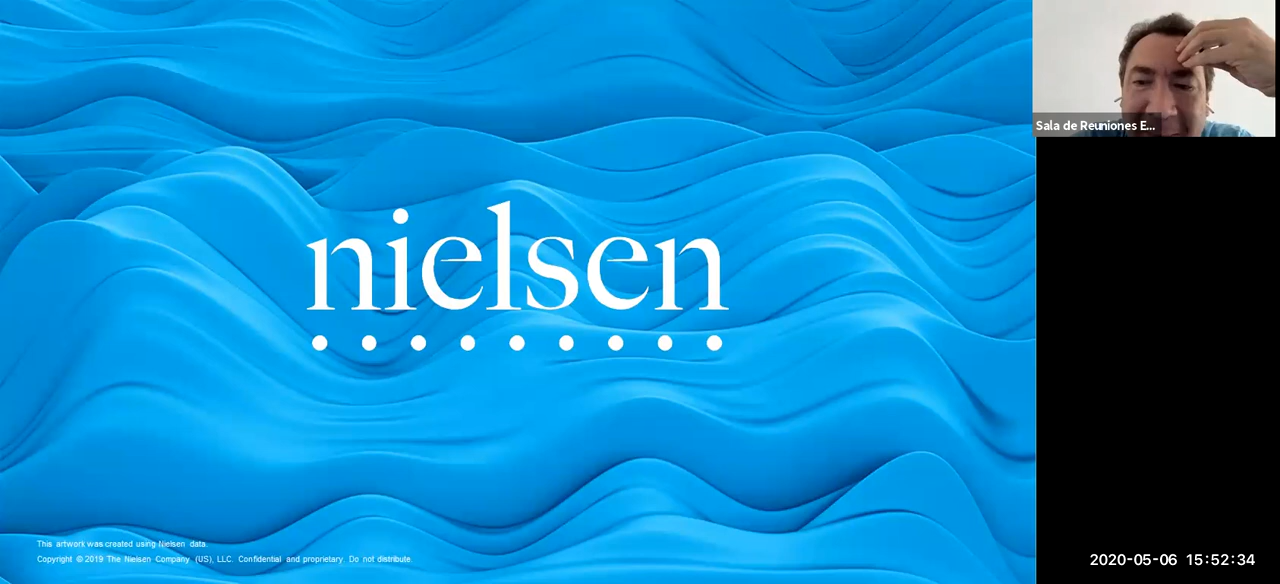 Sala de Reuniones E...
nielsen
This artwork was created using Nielsen data.
Copyright © 2019 The Nielsen Company (US), LLC. Confidential and proprietary. Do not distribute.
2020-05-06 15:52:34